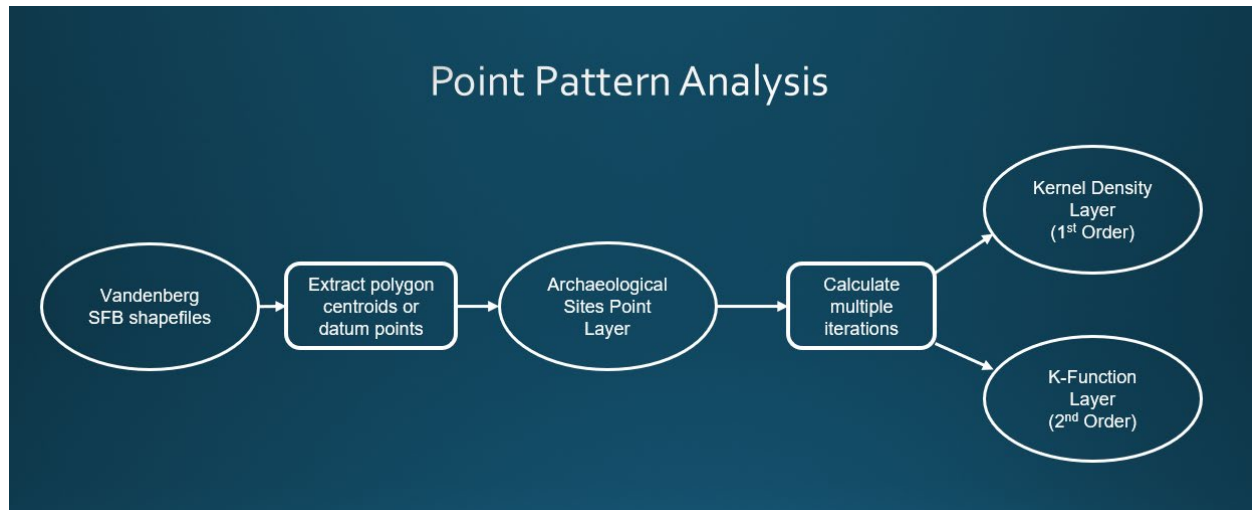 Point Pattern Analysis
Vandenberg
SFB shapefiles
Extract polygon
centroids or
datum points
Archaeological
Sites Point
Layer
Calculate
multiple
iterations
Kernel Density
Layer
(1st Order)
K-Function
Layer
(2nd Order)